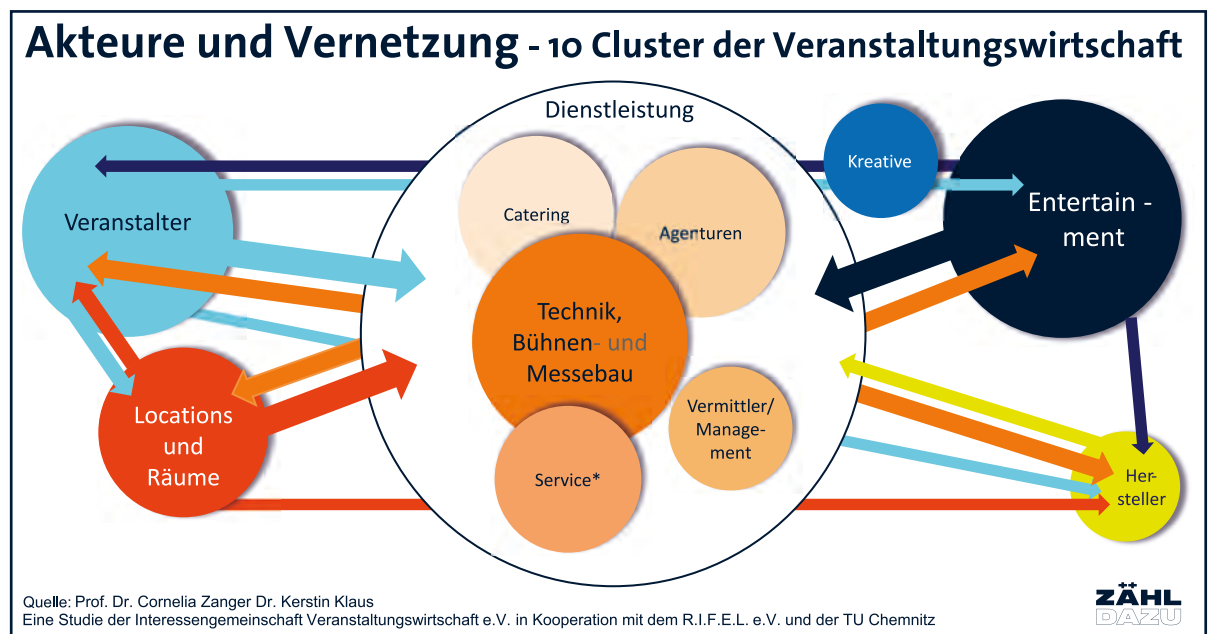 Akteure und Vernetzung - 10 Cluster der Veranstaltungswirtschaft
Dienstleistung
Veranstalter
Locations
und
Räume
Catering
Agenturen
Technik,
Bühnen- und
Messebau
Service*
Vermittler/
Manage-
ment
Kreative
Entertain -
ment
Her-
steller
Quelle: Prof. Dr. Cornelia Zanger Dr. Kerstin Klaus
Eine Studie der Interessengemeinschaft Veranstaltungswirtschaft e.V. in Kooperation mit dem R.I.F.E.L. e.V. und der TU Chemnitz
ZÄHL
DAZU